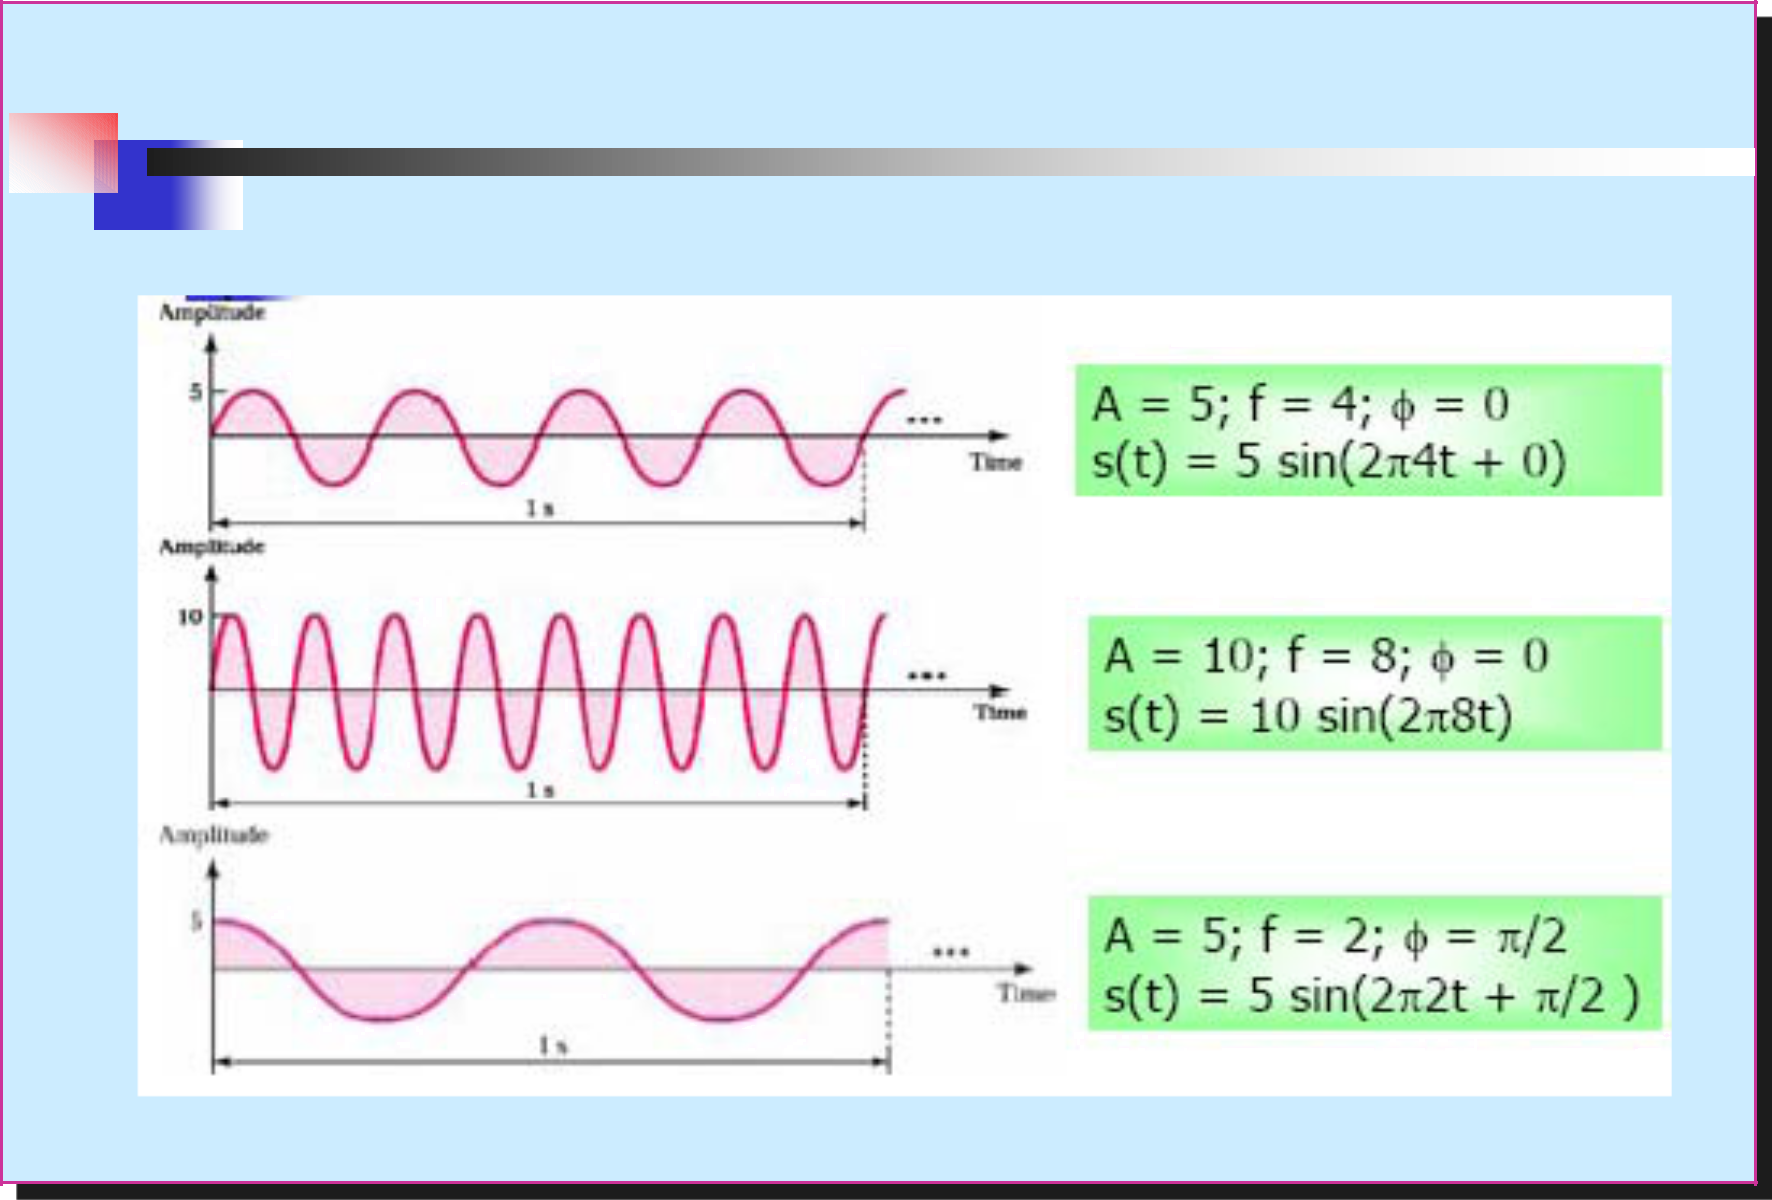 Amplitude
5
...
Time
1 s
A = 5; f = 4; ϕ = 0
s(t) = 5 sin(2π4t + 0)
Amplitude
10
...
Time
1 s
A = 10; f = 8; ϕ = 0
s(t) = 10 sin(2π8t)
Amplitude
5
...
Time
1 s
A = 5; f = 2; ϕ = π/2
s(t) = 5 sin(2π2t + π/2 )